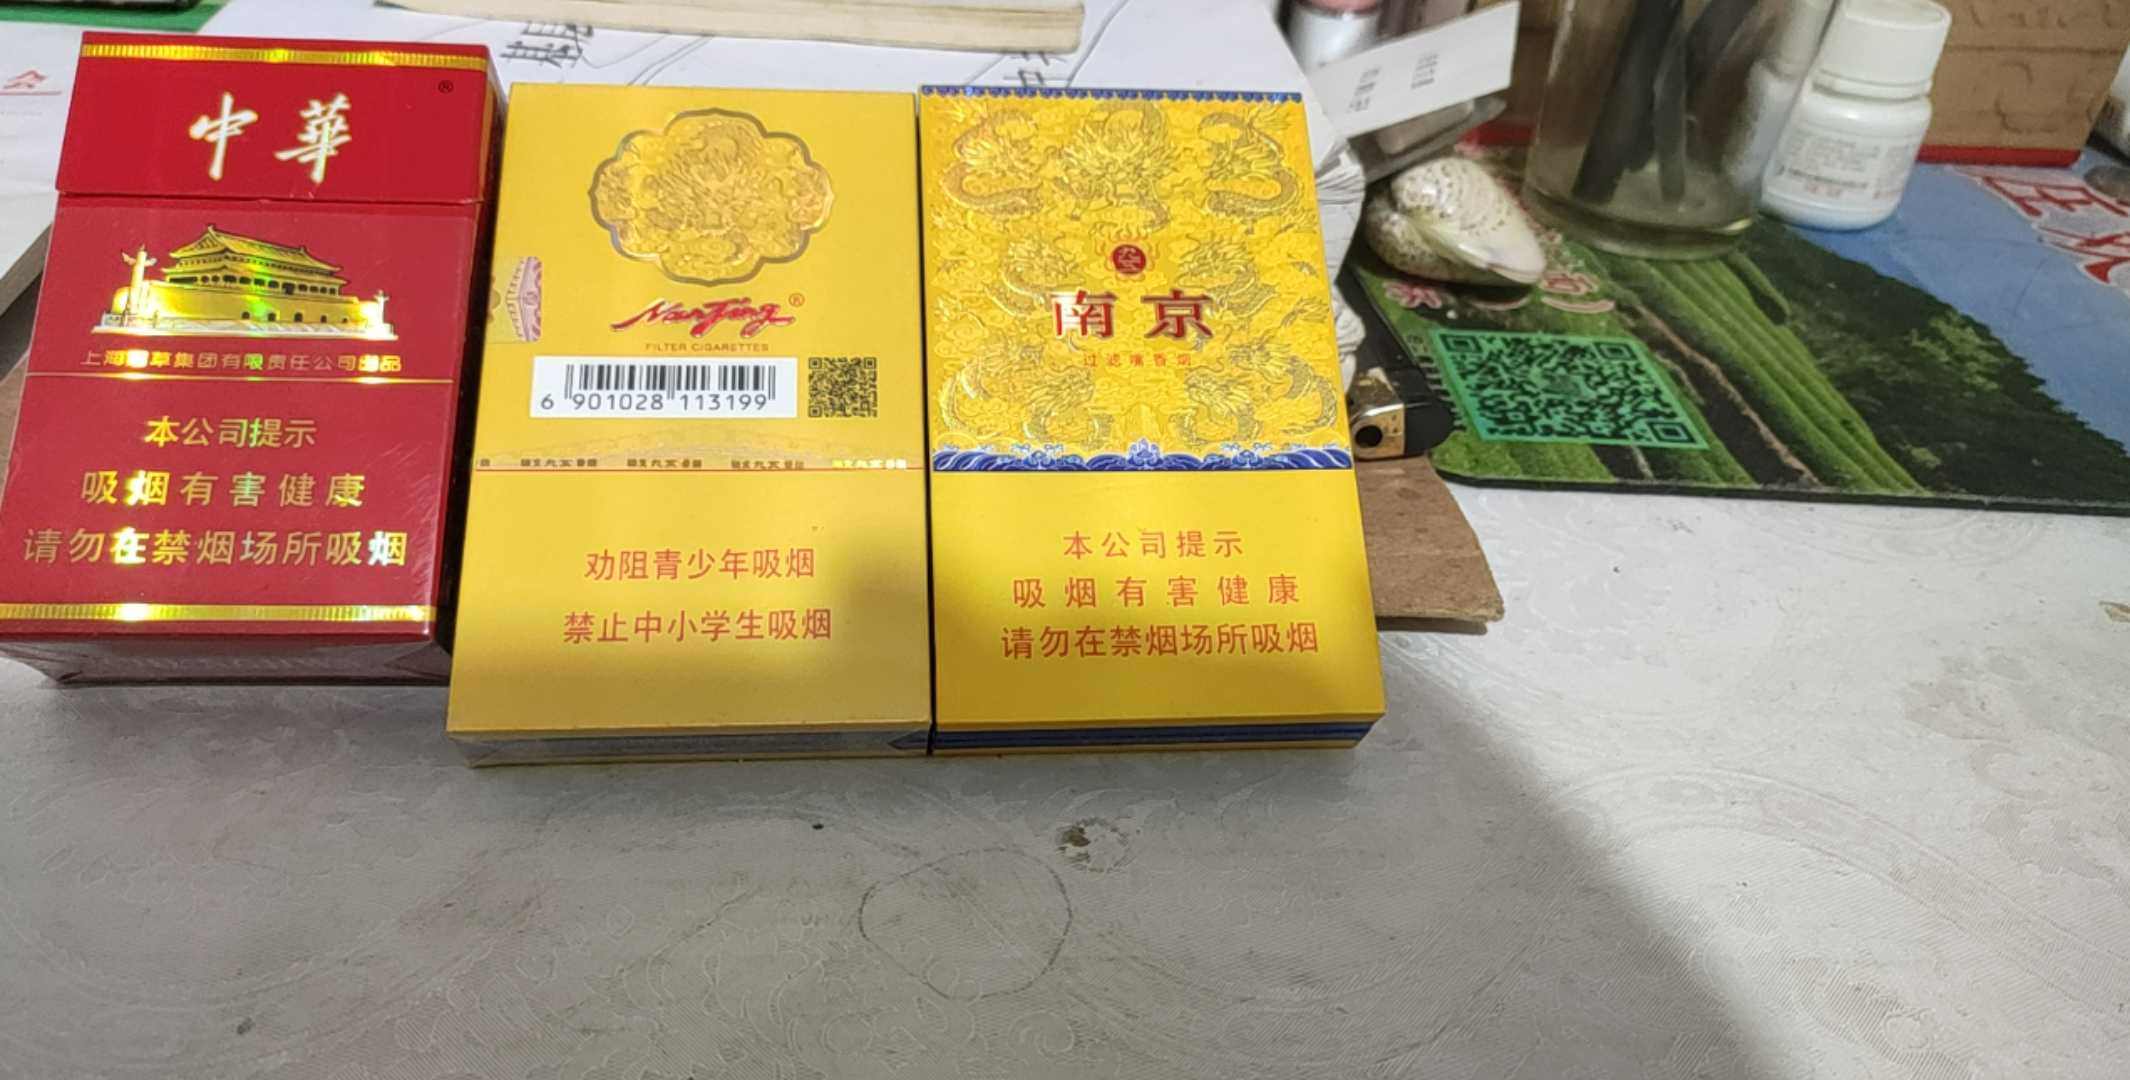 中華
®
上海烟草集团有限责任公司出品
本公司提示
吸烟有害健康
请勿在禁烟场所吸烟
NanJing®
FILTER CIGARETTES
6 901028 113199
劝阻青少年吸烟
禁止中小学生吸烟
南京
过滤嘴香烟
本公司提示
吸烟有害健康
请勿在禁烟场所吸烟